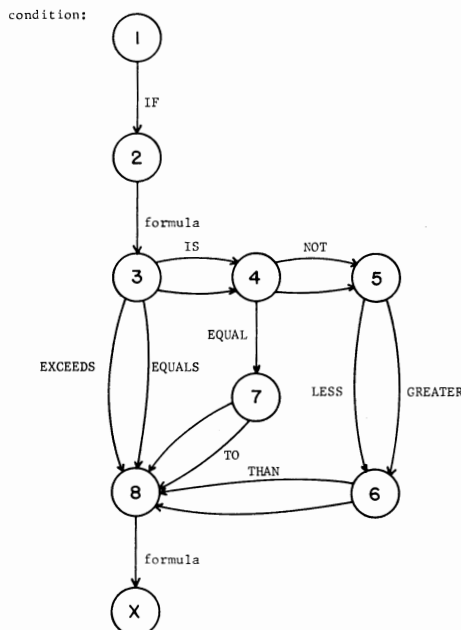 condition:
1
IF
2
formula
IS NOT
3 4 5
EQUAL
EXCEEDS EQUALS
LESS GREATER
7
TO
THAN
8 6
formula
X